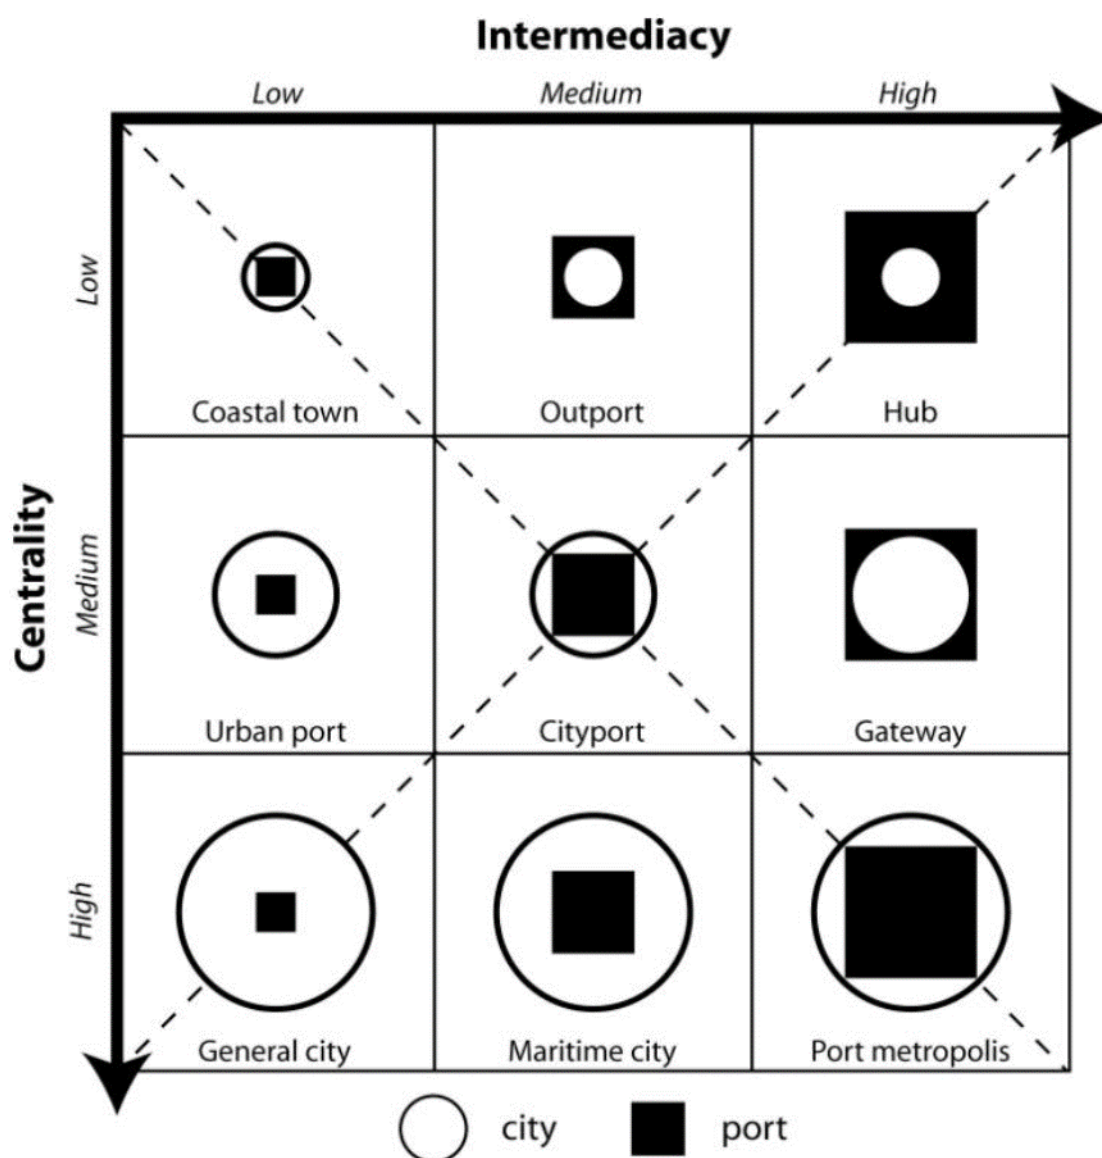 Intermediacy
Low Medium High
Low
Coastal town Outport Hub
Centrality
Medium
Urban port Cityport Gateway
High
General city Maritime city Port metropolis
city port